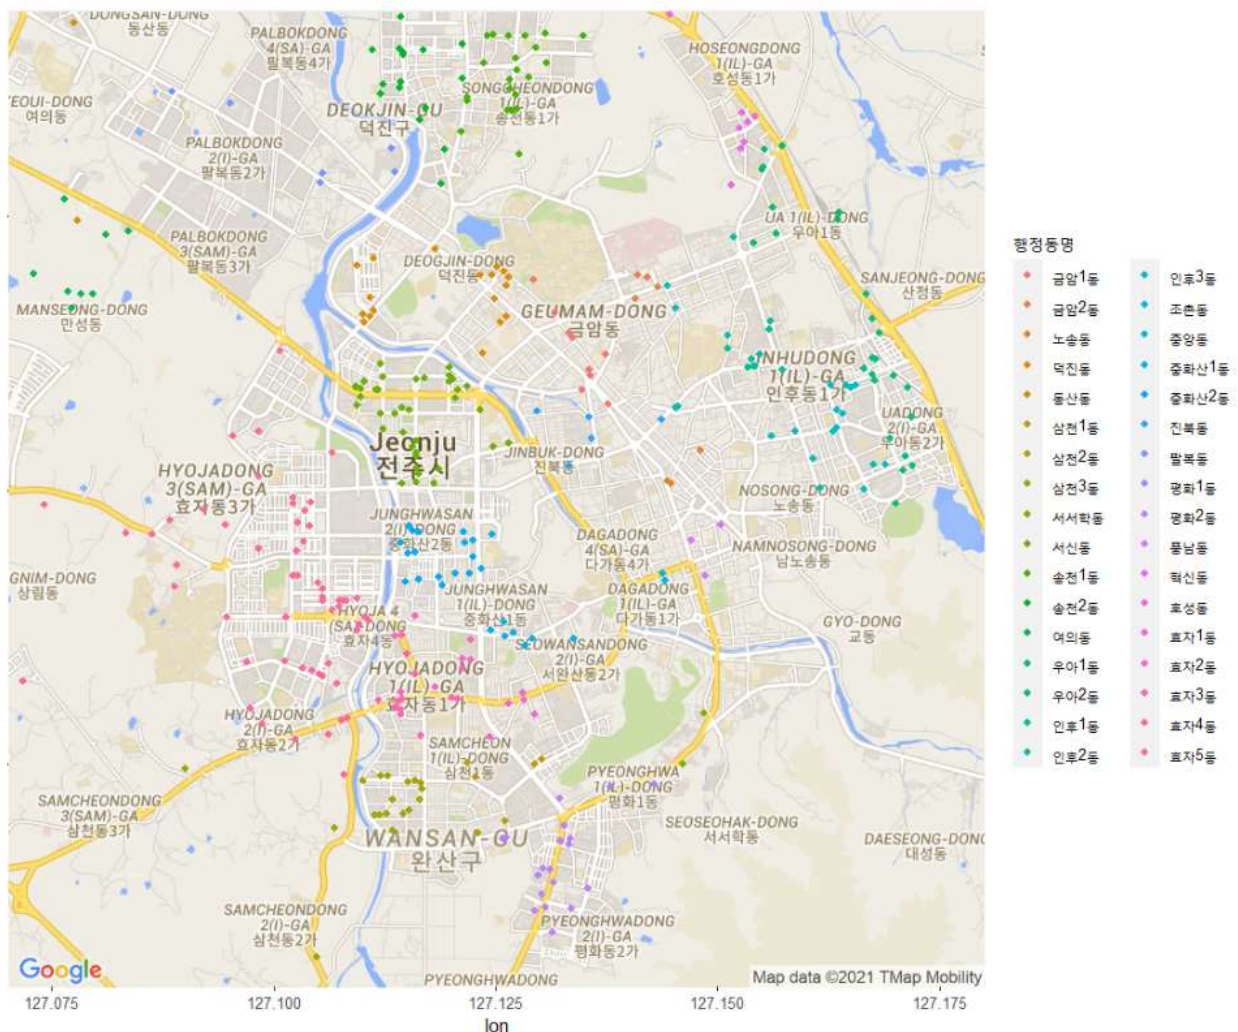 DONGSAN-DONG
동산동
PALBOKDONG
4(SA)-GA
팔복동4가
HOSEONGDONG
1(IL)-GA
호성동1가
YEOUI-DONG
여의동
DEOKJIN-GU
덕진구
SONGCHEONDONG
1(IL)-GA
송천동1가
PALBOKDONG
2(I)-GA
팔복동2가
UA 1(IL)-DONG
우아1동
PALBOKDONG
3(SAM)-GA
팔복동3가
DEOGJIN-DONG
덕진동
SANJEONG-DONG
산정동
MANSEONG-DONG
만성동
GEUMAM-DONG
금암동
INHUDONG
1(IL)-GA
인후동1가
UADONG
2(I)-GA
우아동2가
Jeonju
전주시
JINBUK-DONG
진북동
HYOJADONG
3(SAM)-GA
효자동3가
NOSONG-DONG
노송동
JUNGHWASAN
2(I)-DONG
중화산2동
DAGADONG
4(SA)-GA
다가동4가
NAMNOSONG-DONG
남노송동
GNIM-DONG
상림동
JUNGHWASAN
1(IL)-DONG
중화산1동
DAGADONG
1(IL)-GA
다가동1가
HYOJA 4
(SA)-DONG
효자4동
GYO-DONG
교동
SEOWANSANDONG
2(I)-GA
서완산동2가
HYOJADONG
1(IL)-GA
효자동1가
HYOJADONG
2(I)-GA
효자동2가
SAMCHEON
1(IL)-DONG
삼천1동
PYEONGHWA
1(IL)-DONG
평화1동
SAMCHEONDONG
3(SAM)-GA
삼천동3가
SEOSEOHAK-DONG
서서학동
WANSAN-GU
완산구
DAESEONG-DONG
대성동
SAMCHEONDONG
2(I)-GA
삼천동2가
PYEONGHWADONG
2(I)-GA
평화동2가
PYEONGHWADONG
Google
Map data ©2021 TMap Mobility
127.075
127.100
127.125
127.150
127.175
lon
행정동명
금암1동
금암2동
노송동
덕진동
동산동
삼천1동
삼천2동
삼천3동
서서학동
서신동
송천1동
송천2동
여의동
우아1동
우아2동
인후1동
인후2동
인후3동
조촌동
중앙동
중화산1동
중화산2동
진북동
팔복동
평화1동
평화2동
풍남동
혁신동
호성동
효자1동
효자2동
효자3동
효자4동
효자5동